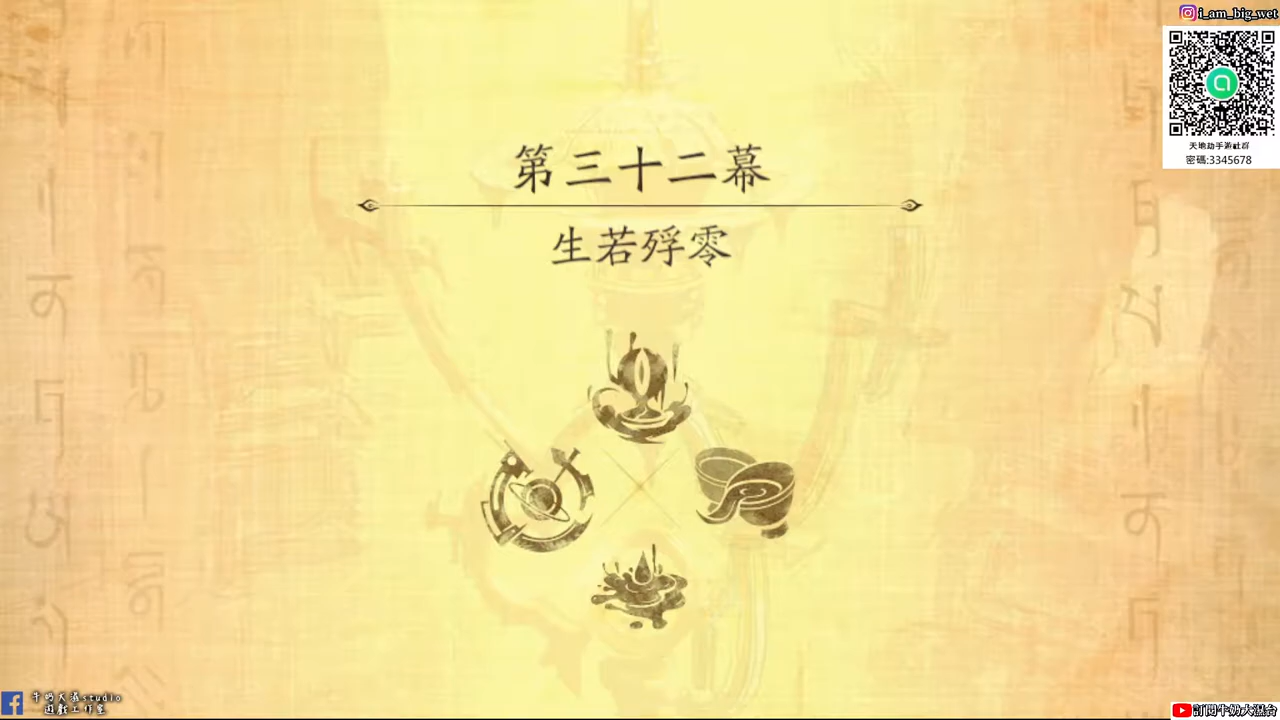 i_am_big_wet
天地劫手遊社群
密碼:3345678
第三十二幕
生若殍零
牛奶大濕studio
遊戲工作室
訂閱牛奶大濕台